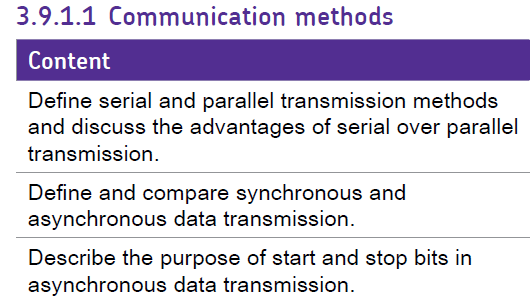 3.9.1.1 Communication methods
Content
Define serial and parallel transmission methods
and discuss the advantages of serial over parallel
transmission.
Define and compare synchronous and
asynchronous data transmission.
Describe the purpose of start and stop bits in
asynchronous data transmission.